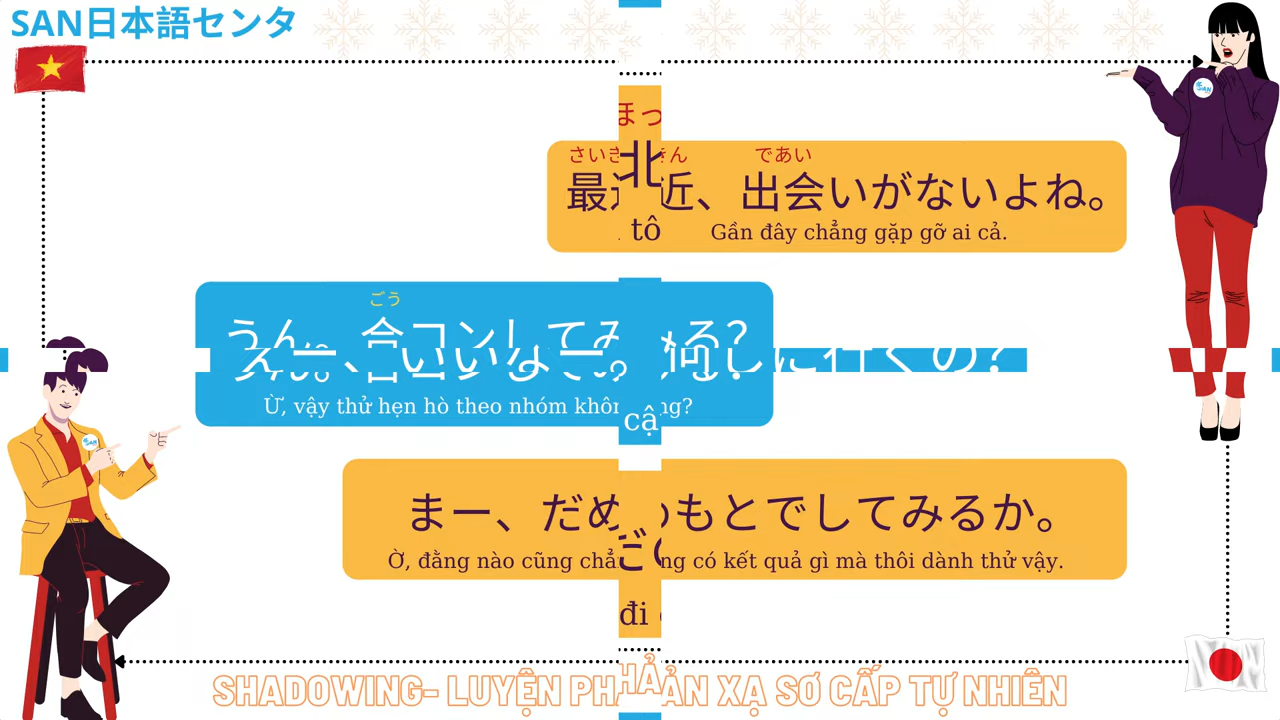 SAN日本語センタ
さいきん であい
最近、出会いがないよね。
Gần đây chẳng gặp gỡ ai cả.
ごう
うん、合コンしてみる?
Ừ, vậy thử hẹn hò theo nhóm không?
まー、だめもとでしてみるか。
Ờ, đằng nào cũng chẳng có kết quả gì mà thôi dành thử vậy.
SHADOWING- LUYỆN PHẢN XẠ SƠ CẤP TỰ NHIÊN